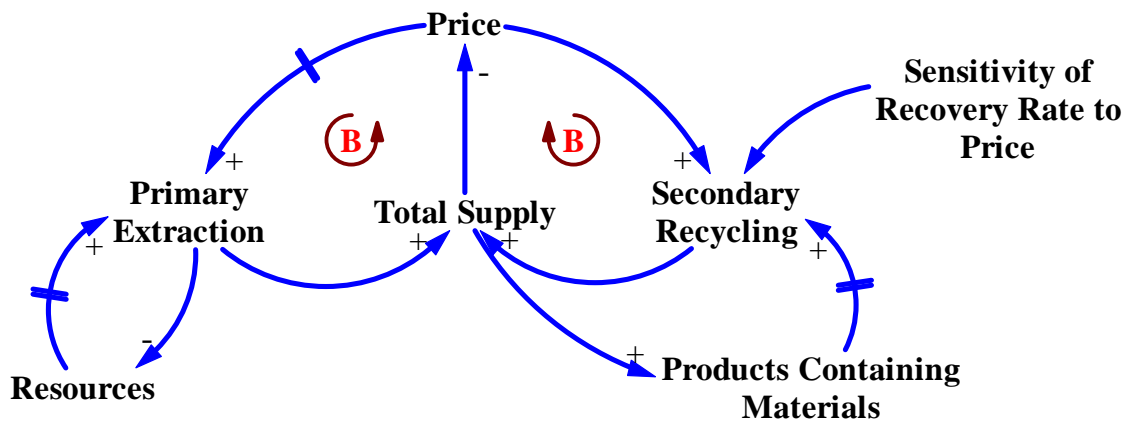 Price
-
Sensitivity of
Recovery Rate to
Price
B
B
+
+
Primary
Extraction
Total Supply
Secondary
Recycling
+
+
+
+
-
+
Resources
Products Containing
Materials